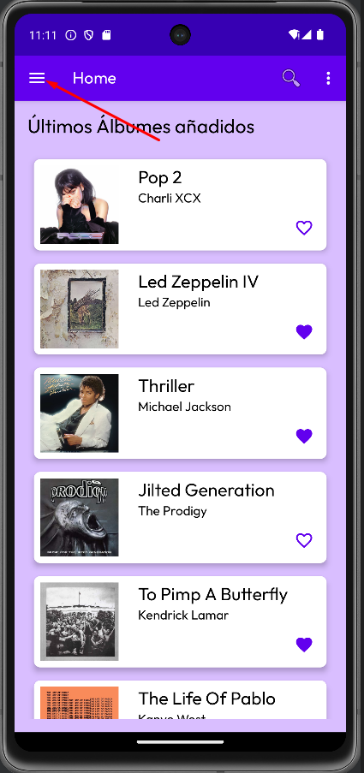 11:11
Home
Últimos Álbumes añadidos
Pop 2
Charli XCX
Led Zeppelin IV
Led Zeppelin
Thriller
Michael Jackson
Prodigy
Jilted Generation
The Prodigy
To Pimp A Butterfly
Kendrick Lamar
The Life Of Pablo
Kanye West